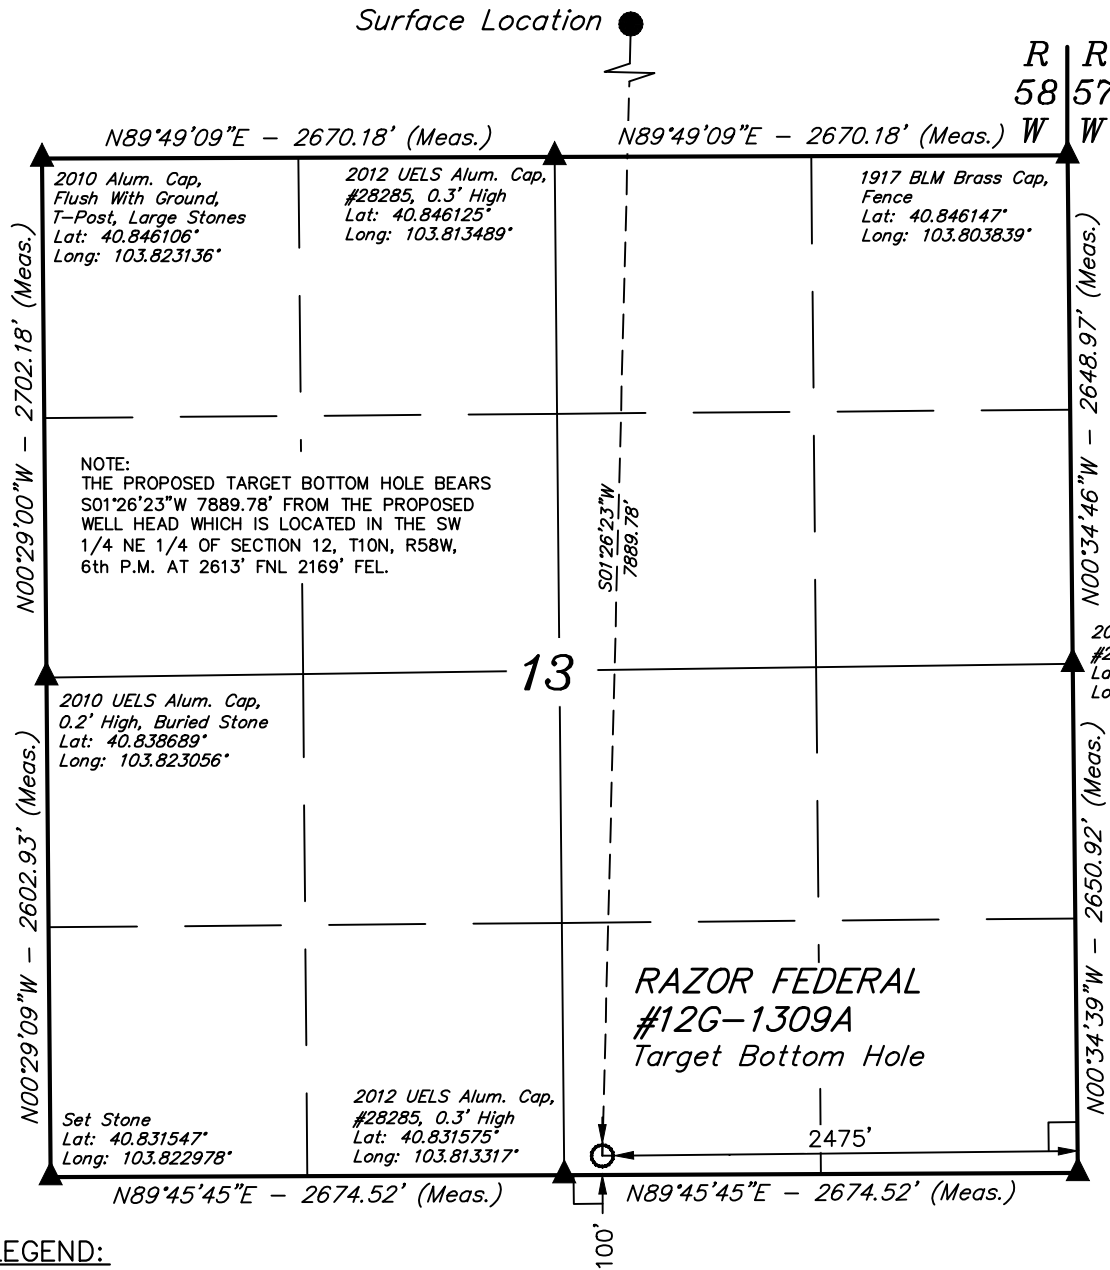 Surface Location
R R
58 57
W W
N89°49'09"E - 2670.18' (Meas.)
N89°49'09"E - 2670.18' (Meas.)
2010 Alum. Cap,
Flush With Ground,
T-Post, Large Stones
Lat: 40.846106°
Long: 103.823136°
2012 UELS Alum. Cap,
#28285, 0.3' High
Lat: 40.846125°
Long: 103.813489°
1917 BLM Brass Cap,
Fence
Lat: 40.846147°
Long: 103.803839°
N00°29'00"W - 2702.18' (Meas.)
N00°34'46"W - 2648.97' (Meas.)
NOTE:
THE PROPOSED TARGET BOTTOM HOLE BEARS
S01°26'23"W 7889.78' FROM THE PROPOSED
WELL HEAD WHICH IS LOCATED IN THE SW
1/4 NE 1/4 OF SECTION 12, T10N, R58W,
6th P.M. AT 2613' FNL 2169' FEL.
S01°26'23"W
7889.78'
13
20
#2
La
Lo
2010 UELS Alum. Cap,
0.2' High, Buried Stone
Lat: 40.838689°
Long: 103.823056°
N00°29'09"W - 2602.93' (Meas.)
N00°34'39"W - 2650.92' (Meas.)
RAZOR FEDERAL
#12G-1309A
Target Bottom Hole
Set Stone
Lat: 40.831547°
Long: 103.822978°
2012 UELS Alum. Cap,
#28285, 0.3' High
Lat: 40.831575°
Long: 103.813317°
2475'
N89°45'45"E - 2674.52' (Meas.)
N89°45'45"E - 2674.52' (Meas.)
100'
EGEND: